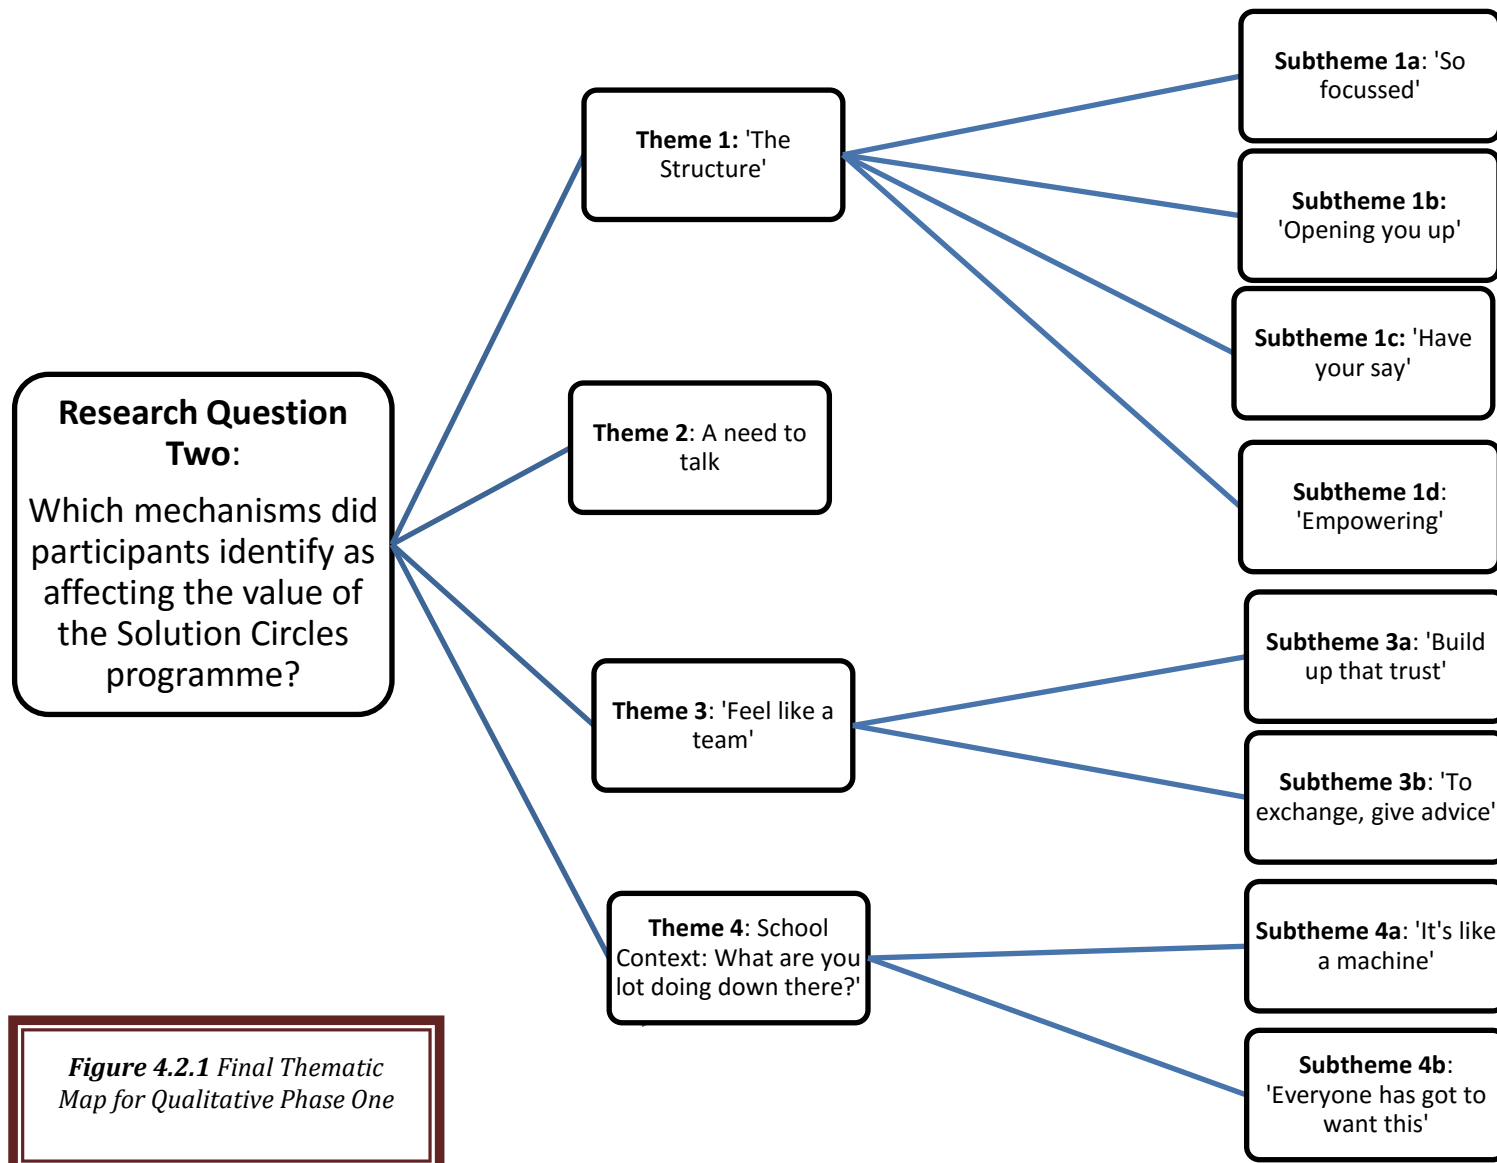 Research Question
Two:
Which mechanisms did
participants identify as
affecting the value of
the Solution Circles
programme?
Theme 1: 'The
Structure'
Subtheme 1a: 'So
focussed'
Subtheme 1b:
'Opening you up'
Subtheme 1c: 'Have
your say'
Subtheme 1d:
'Empowering'
Theme 2: A need to
talk
Theme 3: 'Feel like a
team'
Subtheme 3a: 'Build
up that trust'
Subtheme 3b: 'To
exchange, give advice'
Theme 4: School
Context: What are you
lot doing down there?'
Subtheme 4a: 'It's like
a machine'
Subtheme 4b:
'Everyone has got to
want this'
Figure 4.2.1 Final Thematic
Map for Qualitative Phase One